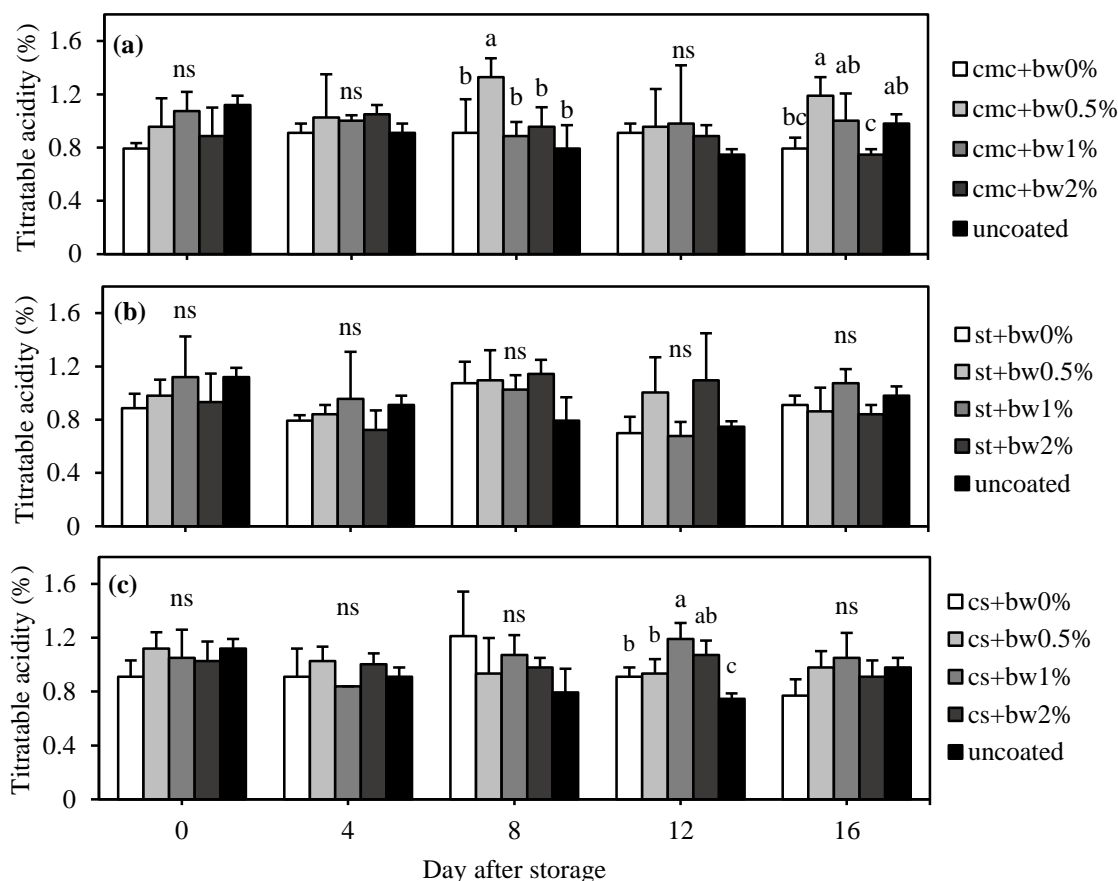 (a)
Titratable acidity (%)
1.6
1.2
0.8
0.4
0
ns
ns
b a b b b
ns
bc a ab c ab
cmc+bw0%
cmc+bw0.5%
cmc+bw1%
cmc+bw2%
uncoated
(b)
Titratable acidity (%)
1.6
1.2
0.8
0.4
0
ns
ns
ns
ns
ns
st+bw0%
st+bw0.5%
st+bw1%
st+bw2%
uncoated
(c)
Titratable acidity (%)
1.6
1.2
0.8
0.4
0
ns
ns
ns
b b a ab c
ns
cs+bw0%
cs+bw0.5%
cs+bw1%
cs+bw2%
uncoated
0 4 8 12 16
Day after storage